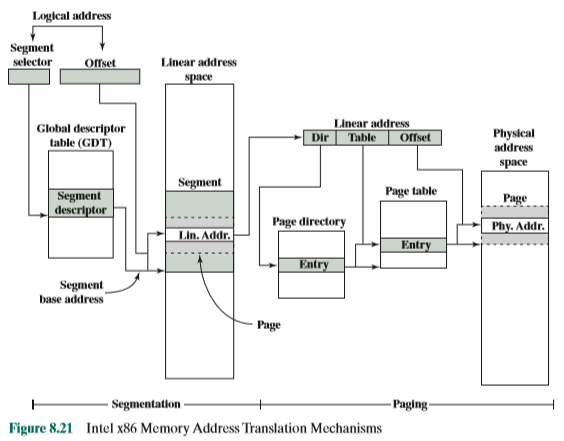 Logical address
Segment
selector
Offset
Linear address
space
Global descriptor
table (GDT)
Segment
descriptor
Segment
base address
Segment
Lin. Addr.
Page
Linear address
Dir Table Offset
Page directory
Entry
Page table
Entry
Physical
address
space
Page
Phy. Addr.
Segmentation
Paging
Figure 8.21 Intel x86 Memory Address Translation Mechanisms